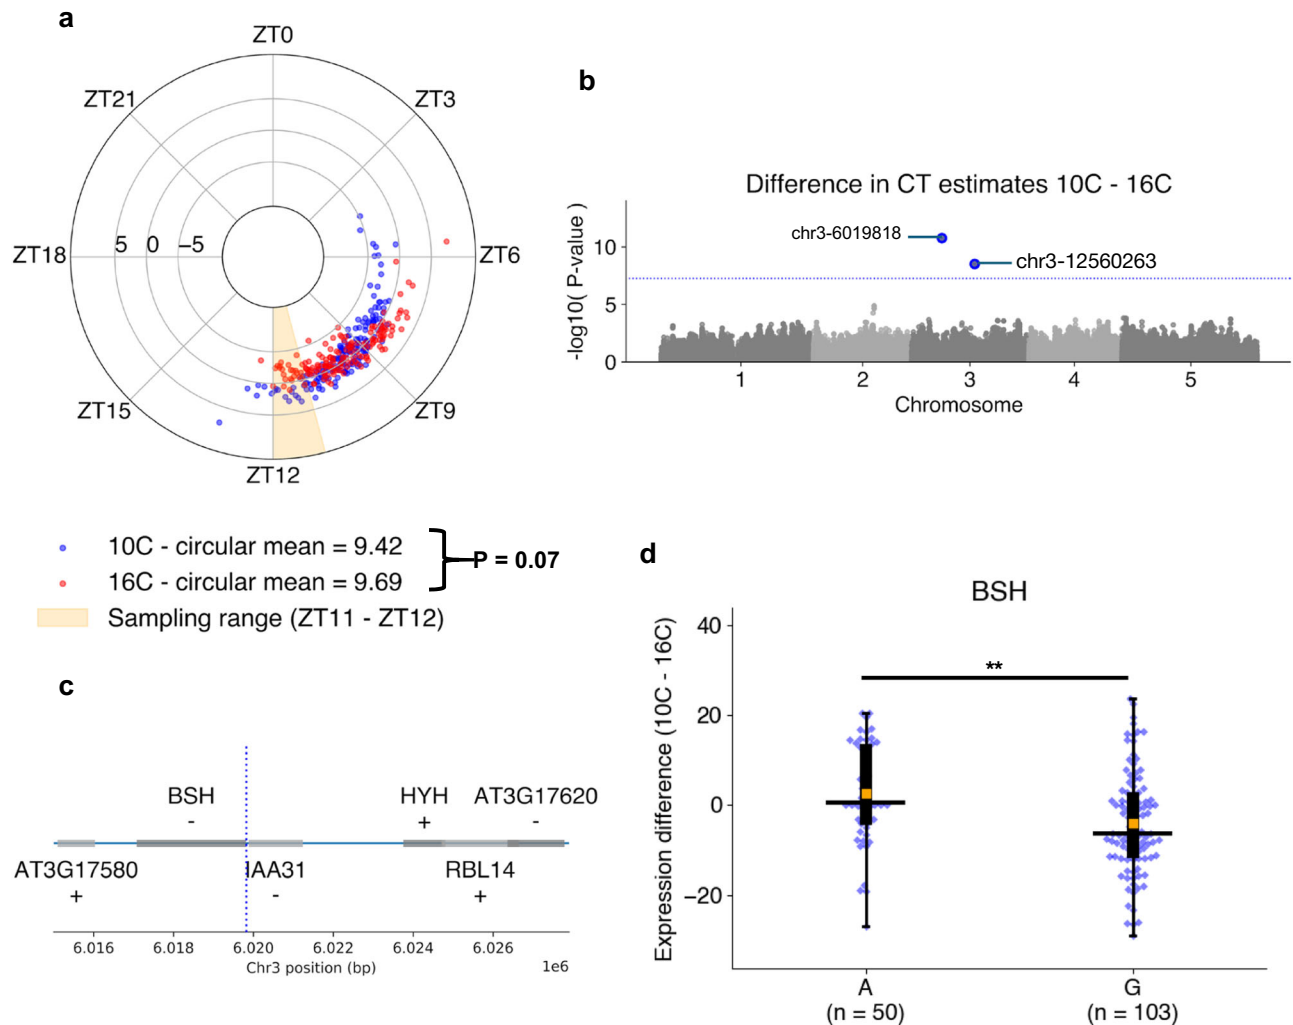 a
ZT0
ZT3
ZT6
ZT9
ZT12
ZT15
ZT18
ZT21
5 0 −5
10C - circular mean = 9.42
16C - circular mean = 9.69
P = 0.07
Sampling range (ZT11 - ZT12)
b
Difference in CT estimates 10C - 16C
-log10( P-value )
10
5
0
chr3-6019818
chr3-12560263
1 2 3 4 5
Chromosome
c
BSH
-
HYH
+
AT3G17620
-
AT3G17580
+
IAA31
-
RBL14
+
6.016 6.018 6.020 6.022 6.024 6.026
Chr3 position (bp)
1e6
d
BSH
Expression difference (10C - 16C)
40
20
0
−20
**
A
(n = 50)
G
(n = 103)